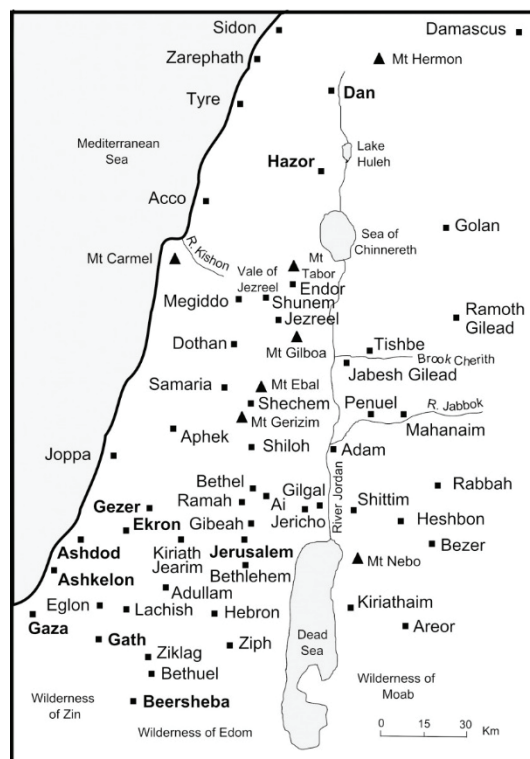 Sidon
Damascus
Zarephath
Mt Hermon
Dan
Tyre
Mediterranean
Sea
Lake
Huleh
Hazor
Acco
Golan
Sea of
Chinnereth
R. Kishon
Mt Carmel
Mt
Tabor
Vale of
Jezreel
Endor
Megiddo
Shunem
Ramoth
Gilead
Jezreel
Dothan
Mt Gilboa
Tishbe
Brook Cherith
Jabesh Gilead
Samaria
Mt Ebal
Shechem
Penuel
R. Jabbok
Mt Gerizim
Mahanaim
Aphek
Shiloh
Adam
Joppa
River Jordan
Bethel
Rabbah
Ramah
Ai
Gilgal
Gezer
Jericho
Shittim
Ekron
Gibeah
Heshbon
Ashdod
Kiriath
Jearim
Jerusalem
Bezer
Mt Nebo
Ashkelon
Bethlehem
Adullam
Eglon
Lachish
Hebron
Kiriathaim
Gaza
Areor
Gath
Ziklag
Ziph
Dead
Sea
Bethuel
Wilderness of
Moab
Wilderness
of Zin
Beersheba
Wilderness of Edom
0 15 30
Km